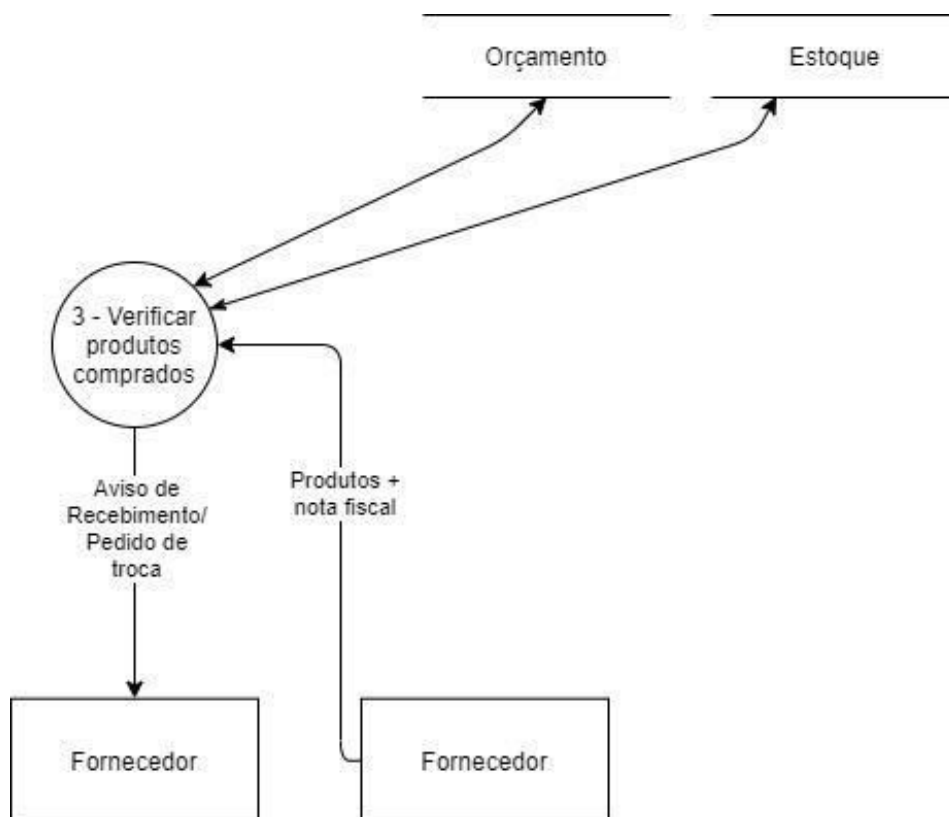 Orçamento
Estoque
3 - Verificar
produtos
comprados
Aviso de
Recebimento/
Pedido de
troca
Produtos +
nota fiscal
Fornecedor
Fornecedor